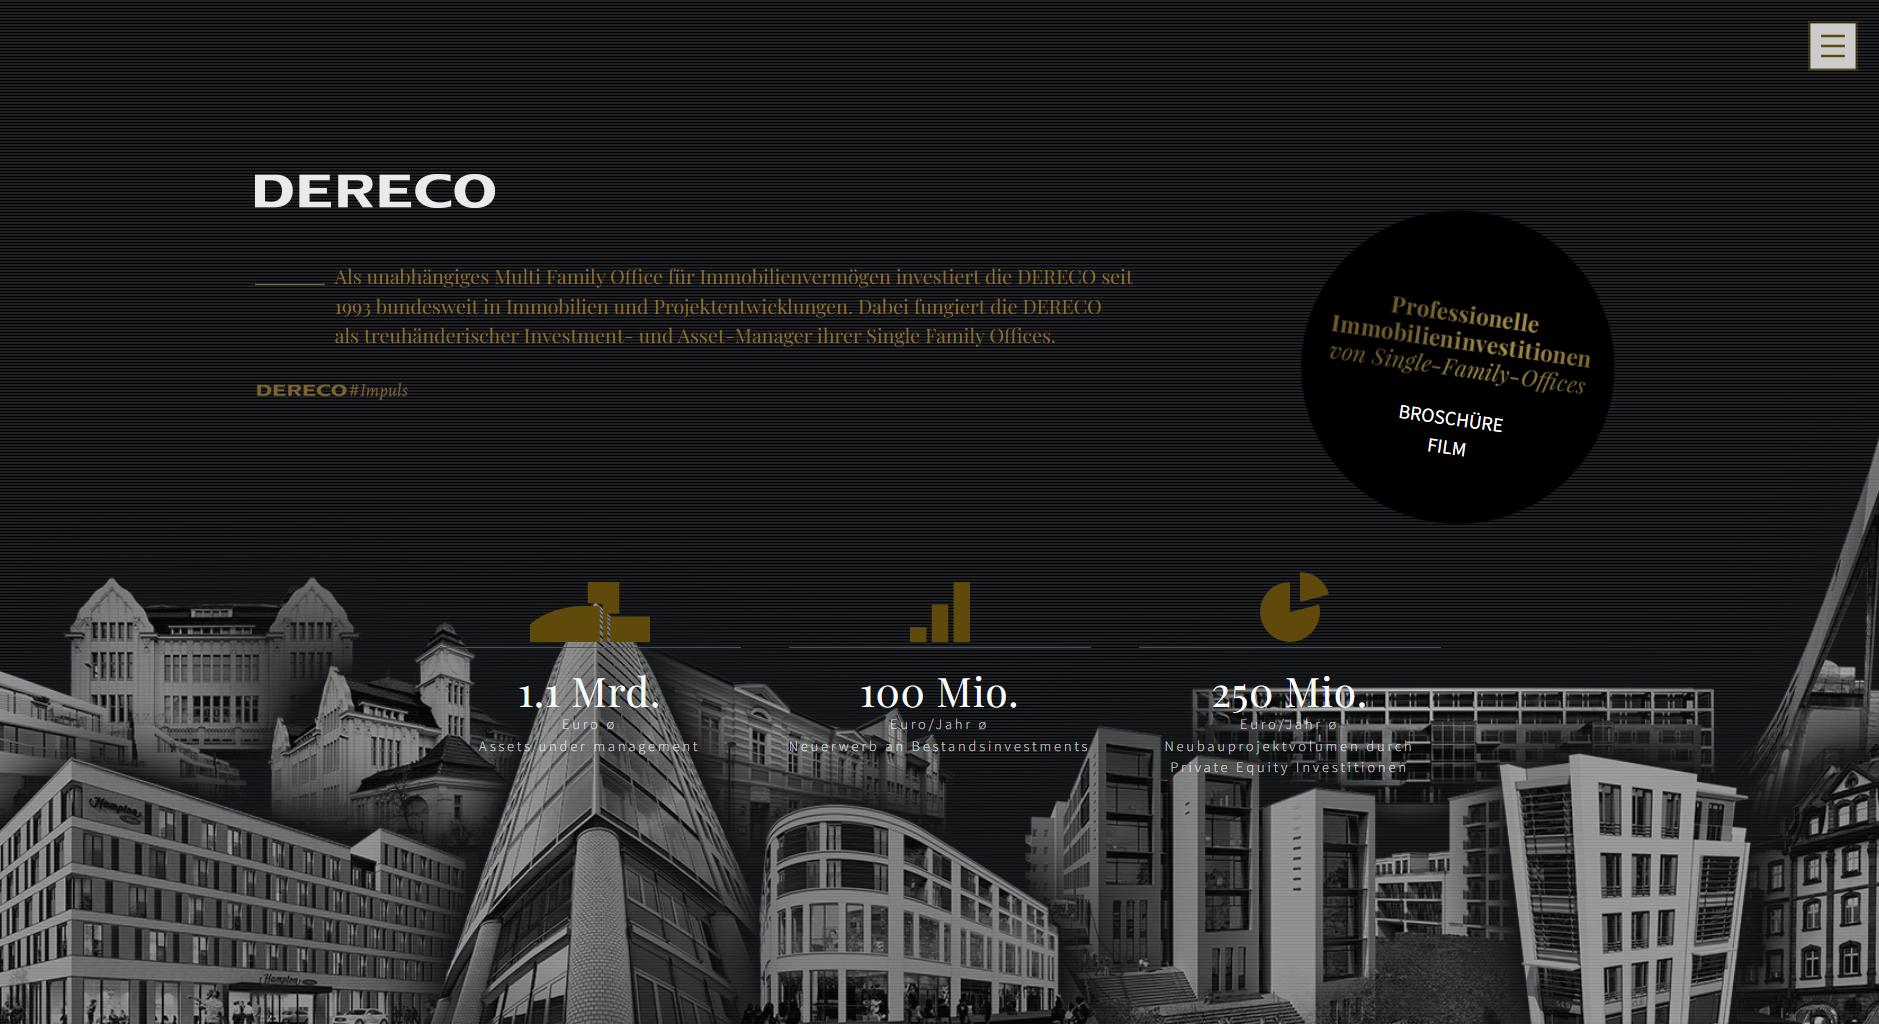 DERECO
Als unabhängiges Multi Family Office für Immobilienvermögen investiert die DERECO seit
1993 bundesweit in Immobilien und Projektentwicklungen. Dabei fungiert die DERECO
als treuhänderischer Investment- und Asset-Manager ihrer Single Family Offices.
DERECO #Impuls
Professionelle
Immobilieninvestitionen
von Single-Family-Offices
BROSCHÜRE
FILM
1.1 Mrd.
Euro ø
Assets under management
100 Mio.
Euro/Jahr ø
Neuerwerb an Bestandsinvestments
250 Mio.
Euro/Jahr ø
Neubauprojektvolumen durch
Private Equity Investitionen
Hampton
Hampton